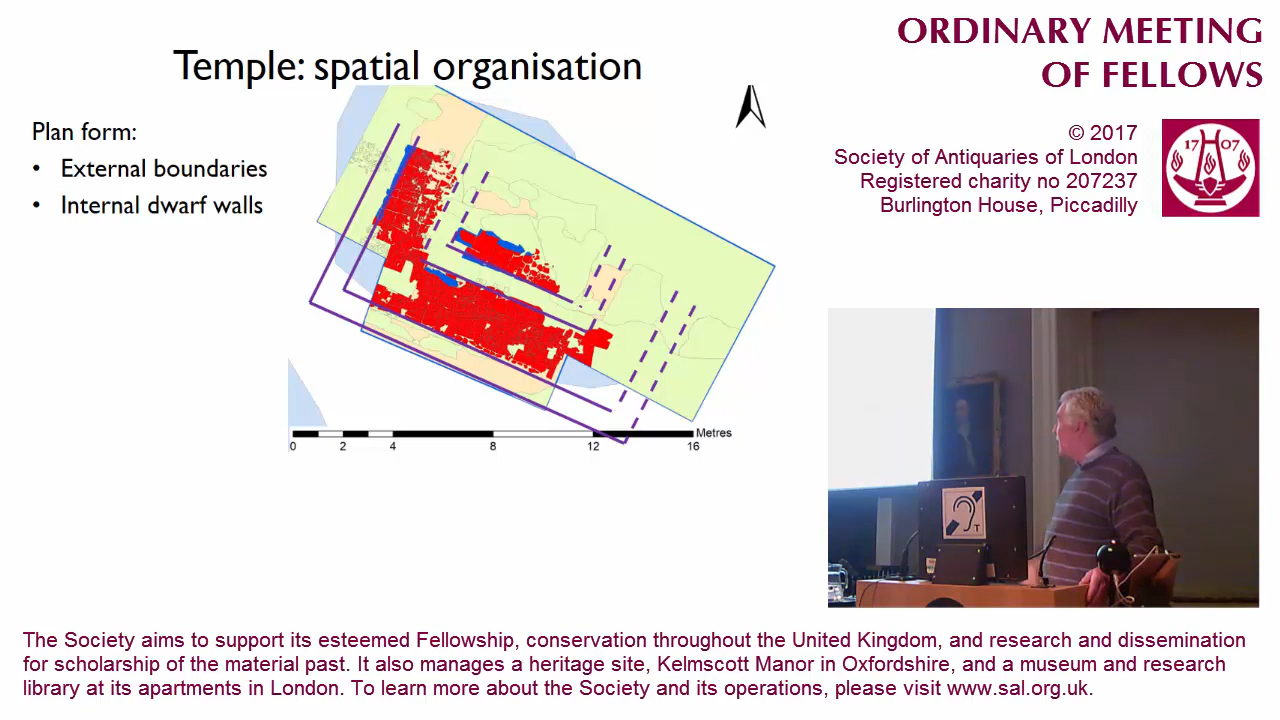 ORDINARY MEETING
OF FELLOWS
Temple: spatial organisation
Plan form:
• External boundaries
• Internal dwarf walls
© 2017
Society of Antiquaries of London
Registered charity no 207237
Burlington House, Piccadilly
17 07
Metres
0 2 4 8 12 16
T
The Society aims to support its esteemed Fellowship, conservation throughout the United Kingdom, and research and dissemination
for scholarship of the material past. It also manages a heritage site, Kelmscott Manor in Oxfordshire, and a museum and research
library at its apartments in London. To learn more about the Society and its operations, please visit www.sal.org.uk.